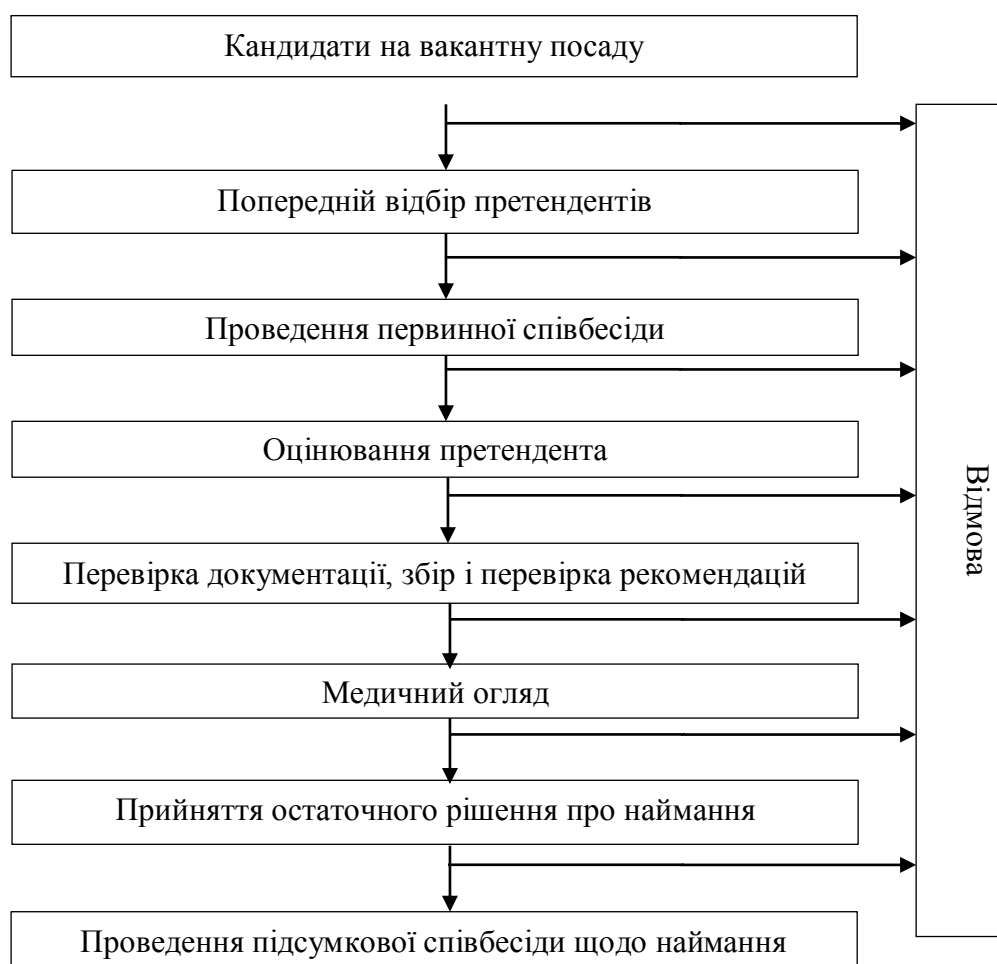 Кандидати на вакантну посаду
Попередній відбір претендентів
Проведення первинної співбесіди
Оцінювання претендента
Перевірка документації, збір і перевірка рекомендацій
Медичний огляд
Прийняття остаточного рішення про наймання
Проведення підсумкової співбесіди щодо наймання
Відмова